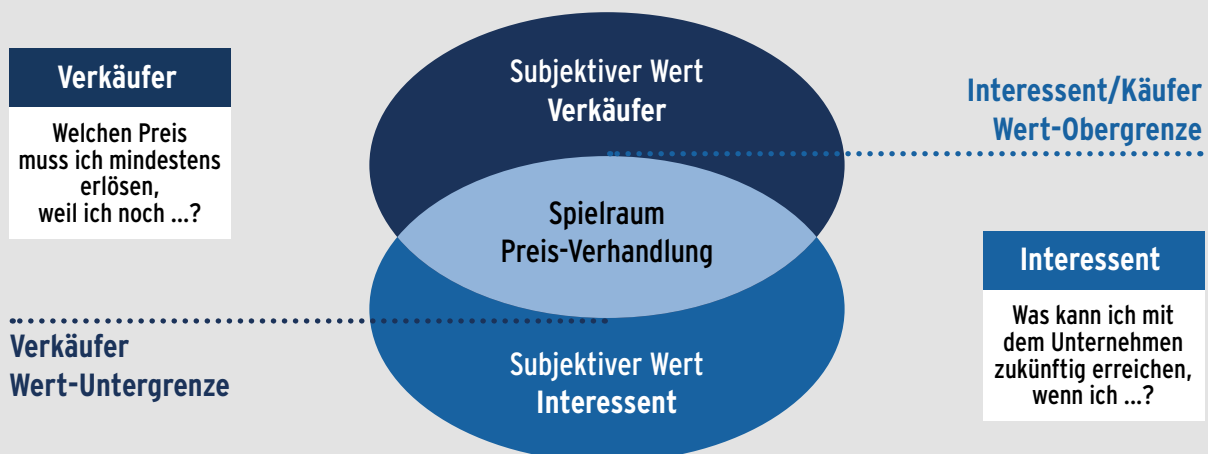 Verkäufer
Welchen Preis
muss ich mindestens
erlösen,
weil ich noch ...?
Subjektiver Wert
Verkäufer
Interessent/Käufer
Wert-Obergrenze
Spielraum
Preis-Verhandlung
Verkäufer
Wert-Untergrenze
Subjektiver Wert
Interessent
Interessent
Was kann ich mit
dem Unternehmen
zukünftig erreichen,
wenn ich ...?